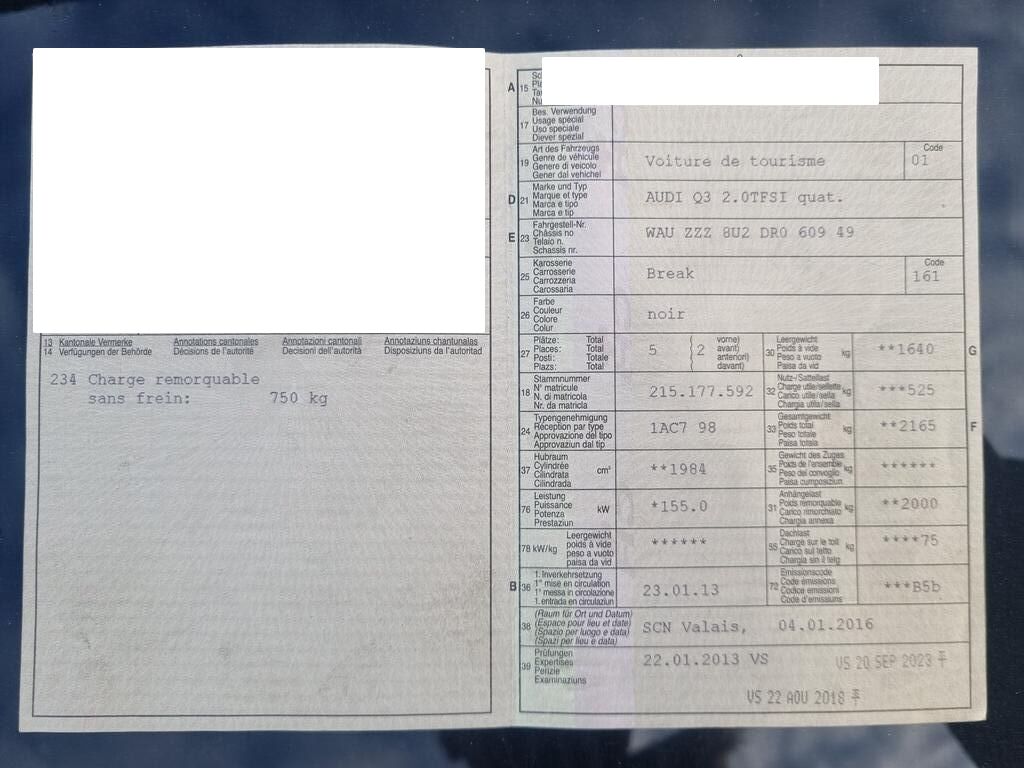 13 Kantonale Vermerke Annotations cantonales Annotazioni cantonali Annotaziuns chantunalas
14 Verfügungen der Behörde Décisions de l'autorité Decisioni dell'autorità Disposiziuns da l'autoritad
234 Charge remorquable
sans frein: 750 kg
A 15
17 Bes. Verwendung
Usage spécial
Uso speciale
Diever spezial
19 Art des Fahrzeugs
Genre de véhicule
Genere di veicolo
Gener dal vehichel
Voiture de tourisme
Code
01
D 21 Marke und Typ
Marque et type
Marca e tipo
Marca e tip
AUDI Q3 2.0TFSI quat.
E 23 Fahrgestell-Nr.
Châssis no
Telaio n.
Schassis nr.
WAU ZZZ 8U2 DR0 609 49
25 Karosserie
Carrosserie
Carrozzeria
Carossaria
Break
Code
161
26 Farbe
Couleur
Colore
Colur
noir
27 Plätze: Total
Places: Total
Posti: Totale
Plazs: Total
5 ( 2 vorne)
avant)
anteriori)
davant)
30 Leergewicht
Poids à vide
Peso a vuoto
Paisa da vid
kg
**1640
G
18 Stammnummer
N° matricule
N. di matricola
Nr. da matricla
215.177.592
32 Nutz-/Sattellast
Charge utile/sellette
Carico utile/sella
Chargia utila/sella
kg
***525
24 Typengenehmigung
Réception par type
Approvazione del tipo
Approvaziun dal tip
1AC7 98
33 Gesamtgewicht
Poids total
Peso totale
Paisa totala
kg
**2165
F
37 Hubraum
Cylindrée
Cilindrata
Cilindrada
cm³
**1984
35 Gewicht des Zuges
Poids de l'ensemble
Peso del convoglio
Paisa cumposiziun
kg
******
76 Leistung
Puissance
Potenza
Prestaziun
kW
*155.0
31 Anhängelast
Poids remorquable
Carico rimorchiato
Chargia annexa
kg
**2000
78 kW/kg Leergewicht
poids à vide
peso a vuoto
paisa da vid
******
55 Dachlast
Charge sur le toit
Carico sul tetto
Chargia sin il tetg
kg
****75
B 36 1. Inverkehrsetzung
1re mise en circulation
1a messa in circolazione
1. entrada en circulaziun
23.01.13
72 Emissionscode
Code émissions
Codice emissioni
Code d'emissiuns
***B5b
38 (Raum für Ort und Datum)
(Espace pour lieu et date)
(Spazio per luogo e data)
(Spazi per lieu e data)
SCN Valais, 04.01.2016
39 Prüfungen
Expertises
Perizie
Examinaziuns
22.01.2013 VS VS 20 SEP 2023
VS 22 AOU 2018